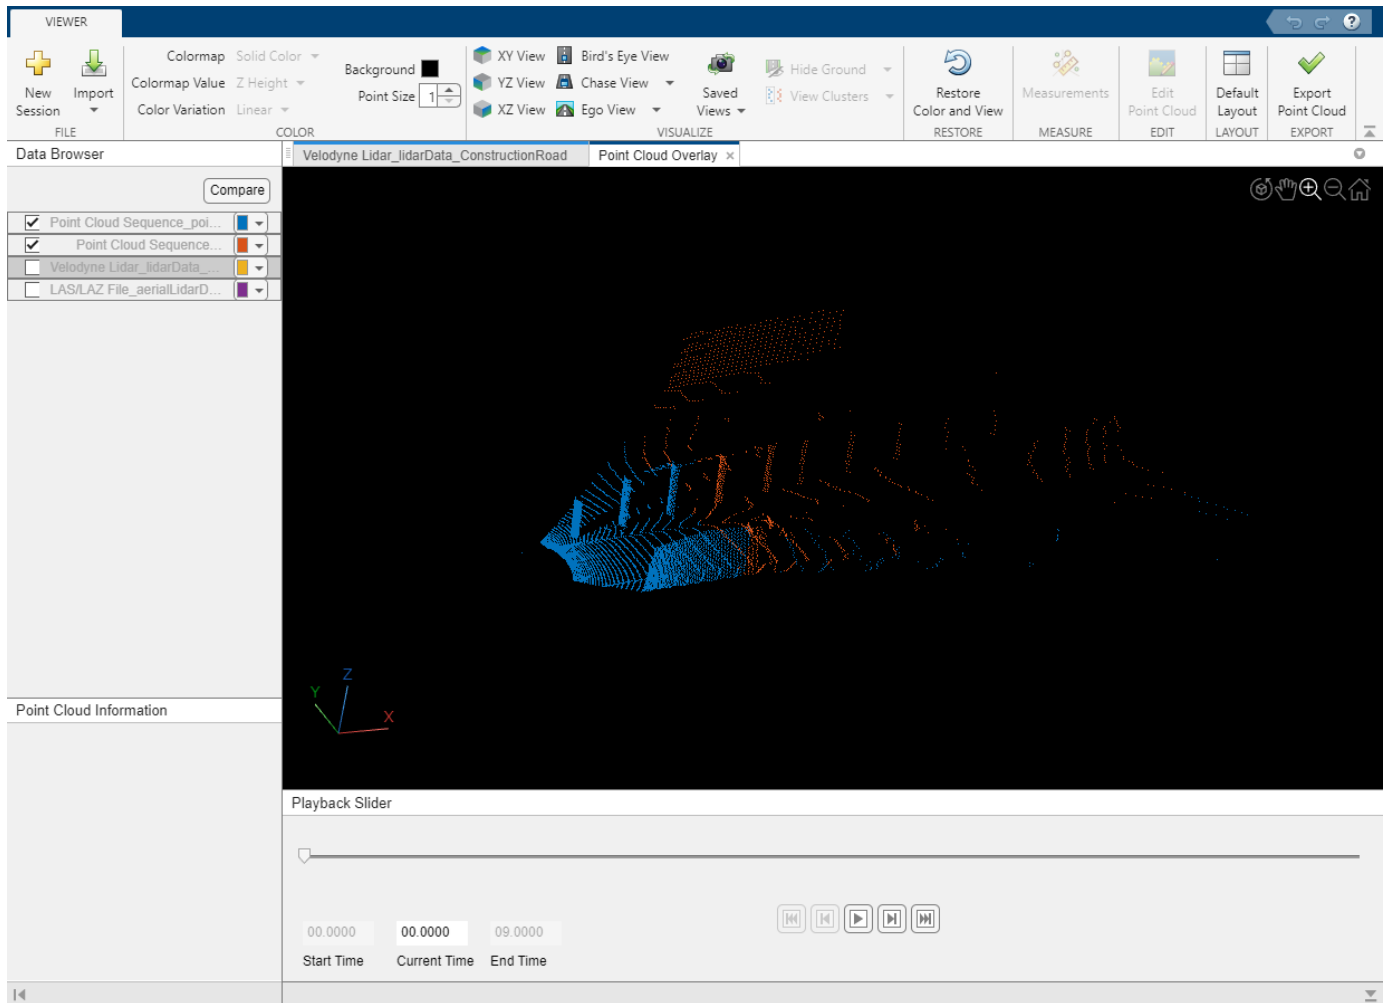 VIEWER
New
Session
Import
FILE
Colormap Solid Color
Colormap Value Z Height
Color Variation Linear
Background
Point Size 1
COLOR
XY View
YZ View
XZ View
Bird's Eye View
Chase View
Ego View
Saved
Views
Hide Ground
View Clusters
VISUALIZE
Restore
Color and View
RESTORE
Measurements
MEASURE
Edit
Point Cloud
EDIT
Default
Layout
LAYOUT
Export
Point Cloud
EXPORT
Data Browser
Velodyne Lidar_lidarData_ConstructionRoad
Point Cloud Overlay
Compare
Point Cloud Sequence_poi...
Point Cloud Sequence...
Velodyne Lidar_lidarData_...
LAS/LAZ File_aerialLidarD...
Z
Y
X
Point Cloud Information
Playback Slider
00.0000 00.0000 09.0000
Start Time Current Time End Time